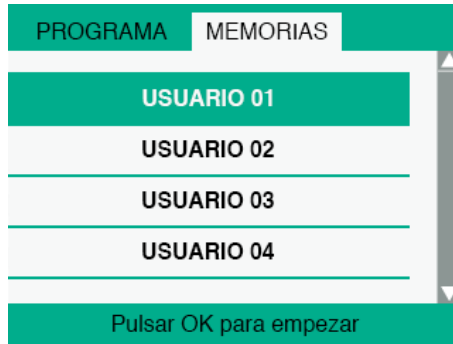 PROGRAMA MEMORIAS
USUARIO 01
USUARIO 02
USUARIO 03
USUARIO 04
Pulsar OK para empezar